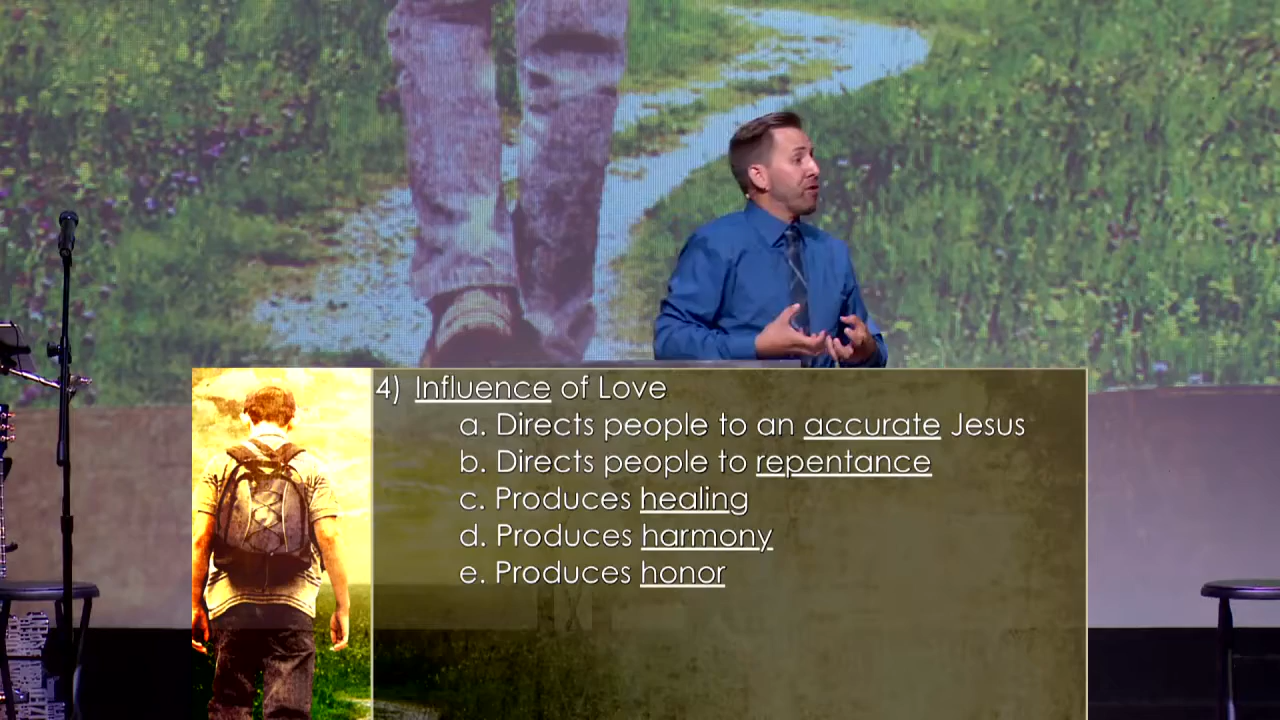 4) Influence of Love
a. Directs people to an accurate Jesus
b. Directs people to repentance
c. Produces healing
d. Produces harmony
e. Produces honor